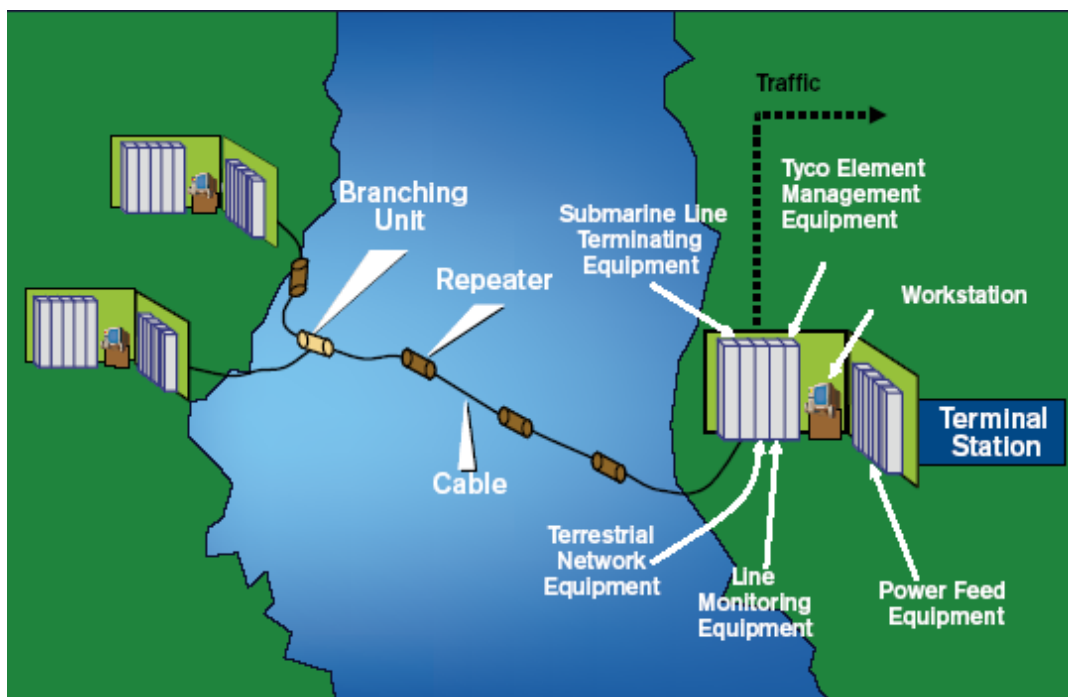 Traffic
Tyco Element
Management
Equipment
Branching
Unit
Submarine Line
Terminating
Equipment
Repeater
Workstation
Terminal
Station
Cable
Terrestrial
Network
Equipment
Line
Monitoring
Equipment
Power Feed
Equipment